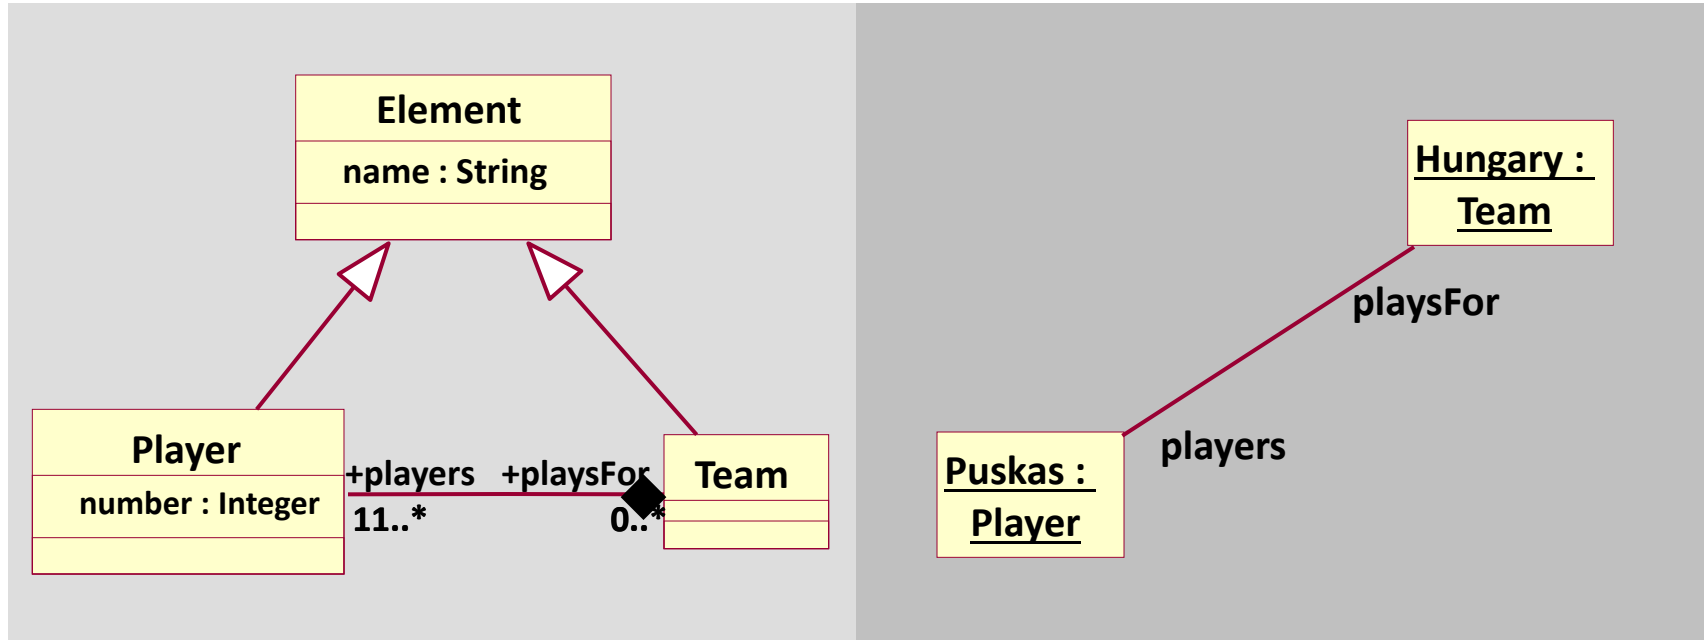 Element
name : String
Player
number : Integer
+players
+playsFor
11..*
0..*
Team
Hungary :
Team
playsFor
players
Puskas :
Player